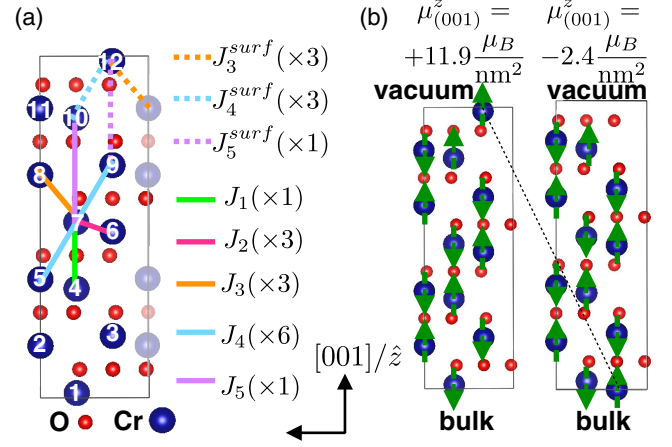 (a)
12
11
10
9
8
7
6
5
4
3
2
1
O
Cr
J_3^{surf}(×3)
J_4^{surf}(×3)
J_5^{surf}(×1)
J_1(×1)
J_2(×3)
J_3(×3)
J_4(×6)
J_5(×1)
[001]/ẑ
(b)
μ^z_{(001)} =
+11.9 μ_B/nm²
vacuum
bulk
μ^z_{(001)} =
−2.4 μ_B/nm²
vacuum
bulk